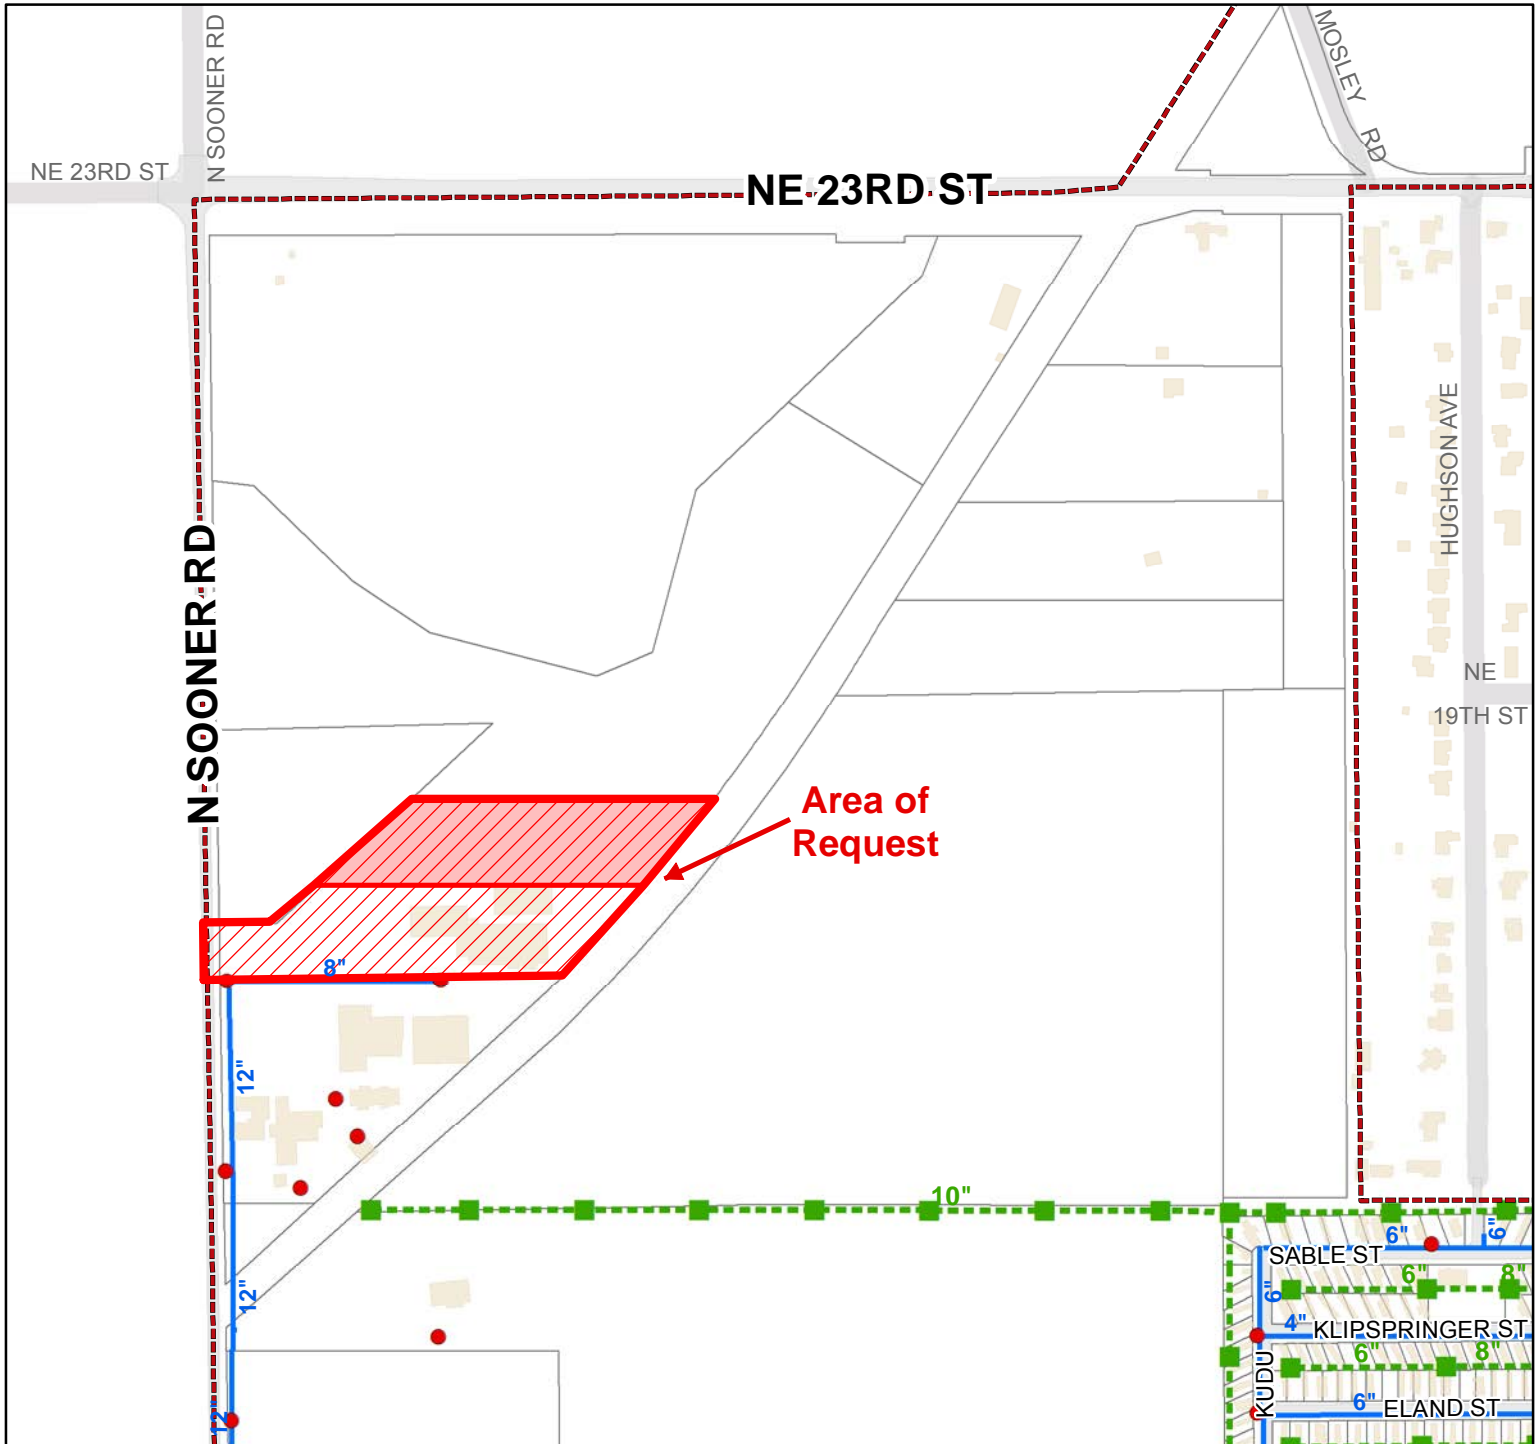 N SOONER RD
MOSLEY RD
NE 23RD ST
NE 23RD ST
HUGHSON AVE
N SOONER RD
NE
19TH ST
Area of
Request
8"
12"
10"
6"
6"
SABLE ST
6"
8"
6"
12"
4"
KLIPSPRINGER ST
6"
8"
KUDU
6"
ELAND ST
12"